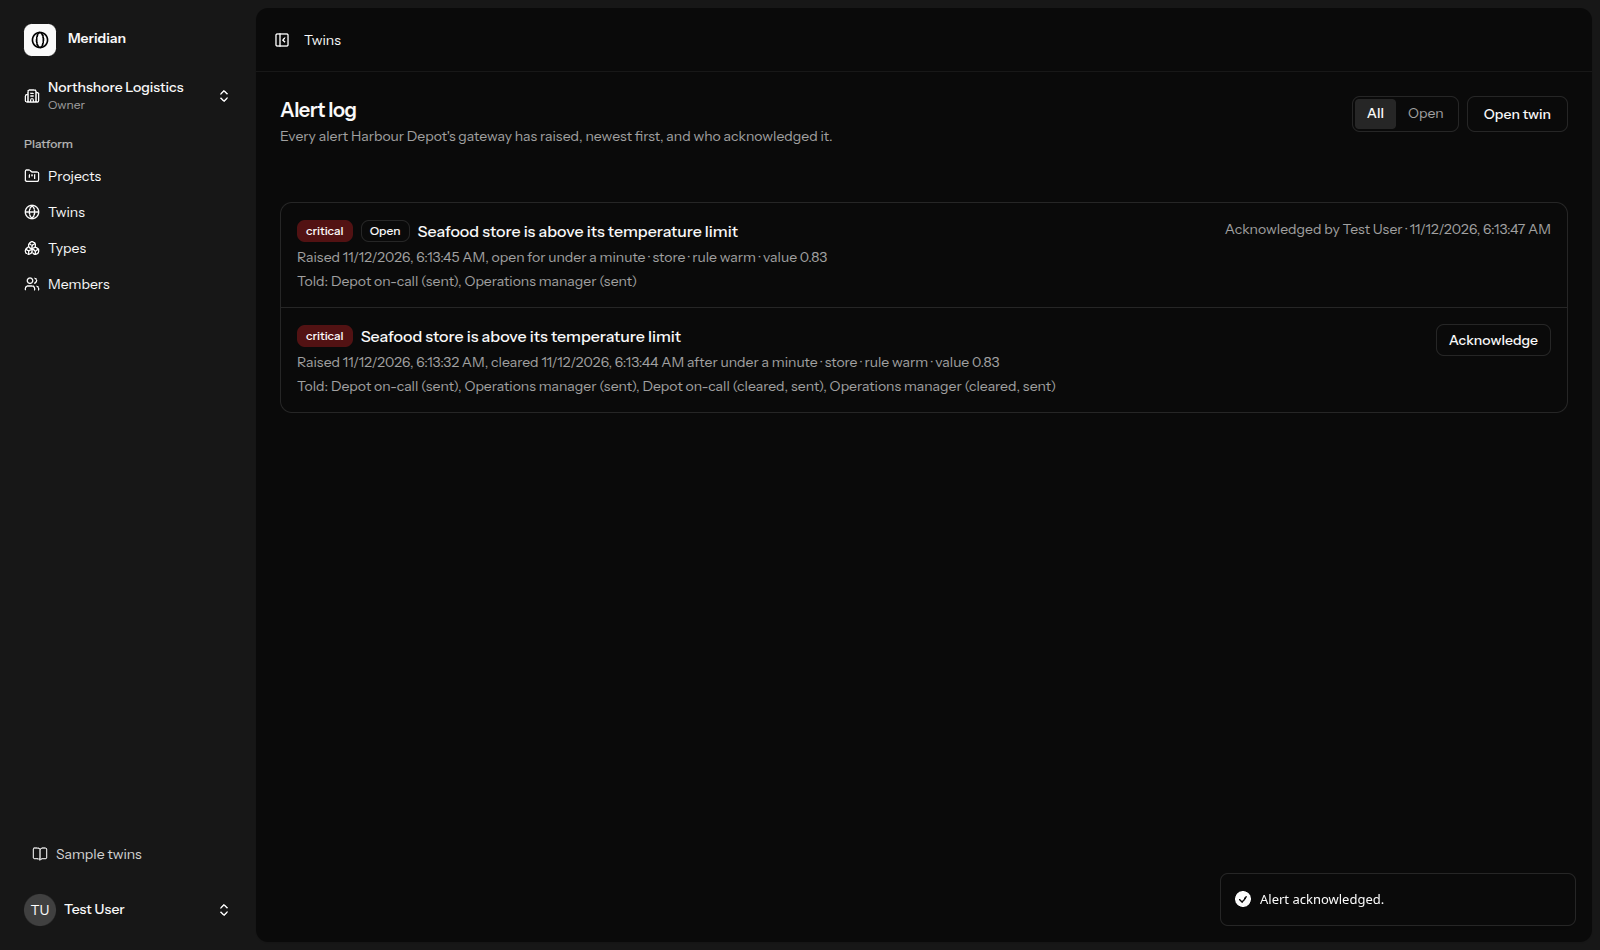 Meridian
Northshore Logistics
Owner
Platform
Projects
Twins
Types
Members
Sample twins
TU
Test User
Twins
Alert log
Every alert Harbour Depot's gateway has raised, newest first, and who acknowledged it.
All
Open
Open twin
critical Open Seafood store is above its temperature limit
Acknowledged by Test User · 11/12/2026, 6:13:47 AM
Raised 11/12/2026, 6:13:45 AM, open for under a minute · store · rule warm · value 0.83
Told: Depot on-call (sent), Operations manager (sent)
critical Seafood store is above its temperature limit
Acknowledge
Raised 11/12/2026, 6:13:32 AM, cleared 11/12/2026, 6:13:44 AM after under a minute · store · rule warm · value 0.83
Told: Depot on-call (sent), Operations manager (sent), Depot on-call (cleared, sent), Operations manager (cleared, sent)
Alert acknowledged.